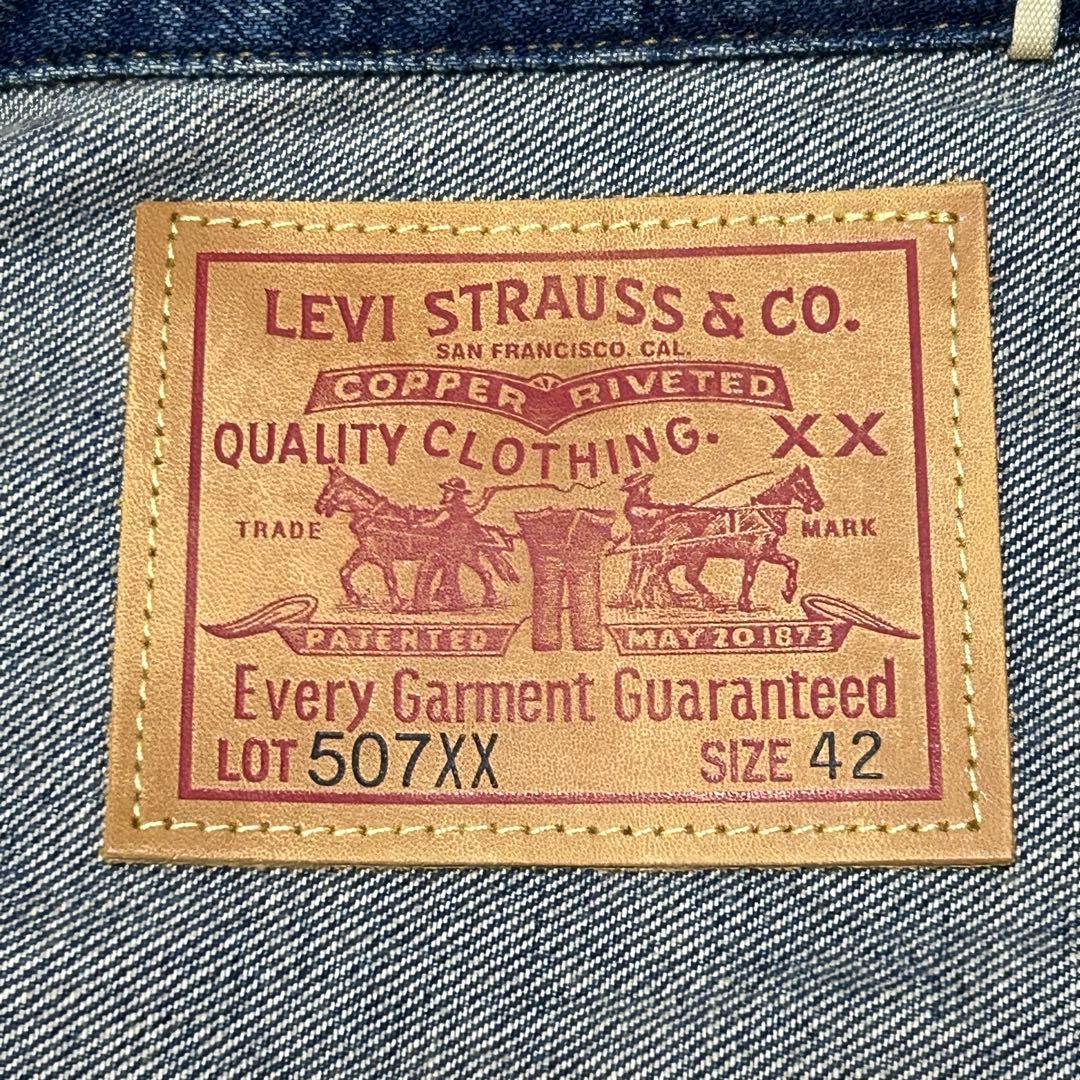 LEVI STRAUSS & CO.
SAN FRANCISCO. CAL.
COPPER RIVETED
QUALITY CLOTHING. XX
TRADE MARK
PATENTED MAY 20 1873
Every Garment Guaranteed
LOT 507XX SIZE 42